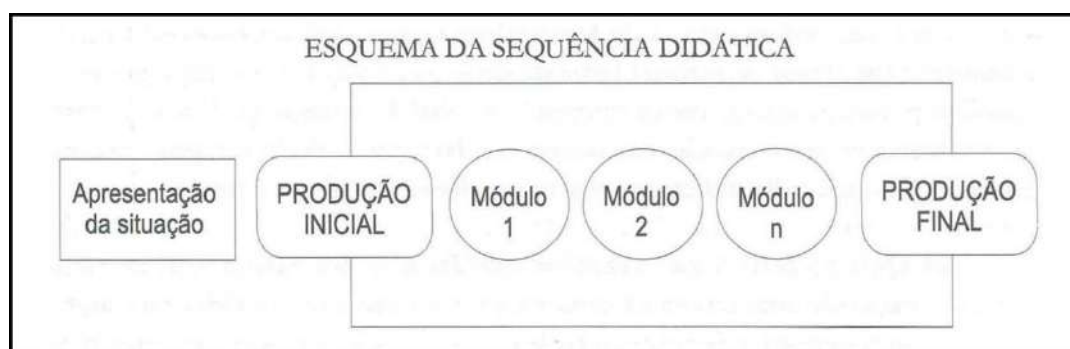 ESQUEMA DA SEQUÊNCIA DIDÁTICA
Apresentação
da situação
PRODUÇÃO
INICIAL
Módulo
1
Módulo
2
Módulo
n
PRODUÇÃO
FINAL